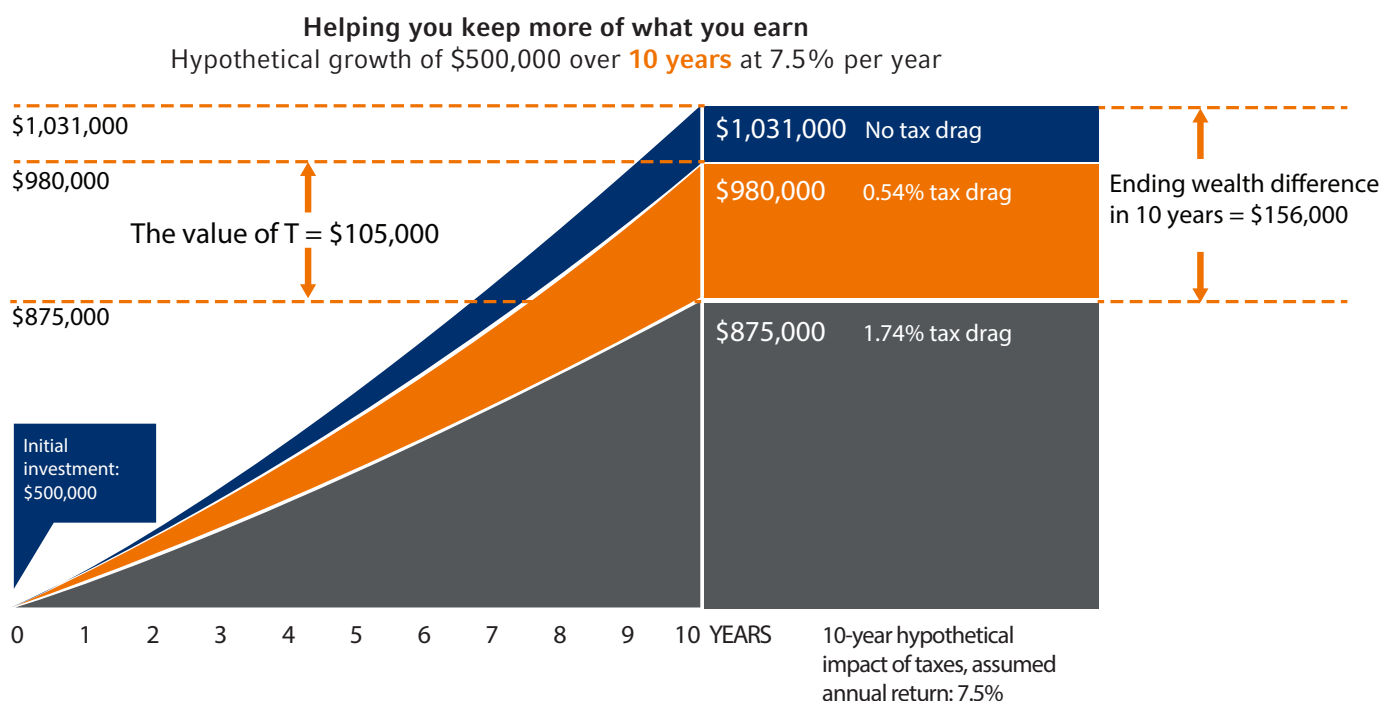 Helping you keep more of what you earn
Hypothetical growth of $500,000 over 10 years at 7.5% per year
$1,031,000
$980,000
The value of T = $105,000
$875,000
Initial
investment:
$500,000
$1,031,000 No tax drag
$980,000 0.54% tax drag
$875,000 1.74% tax drag
Ending wealth difference
in 10 years = $156,000
0 1 2 3 4 5 6 7 8 9 10 YEARS
10-year hypothetical
impact of taxes, assumed
annual return: 7.5%